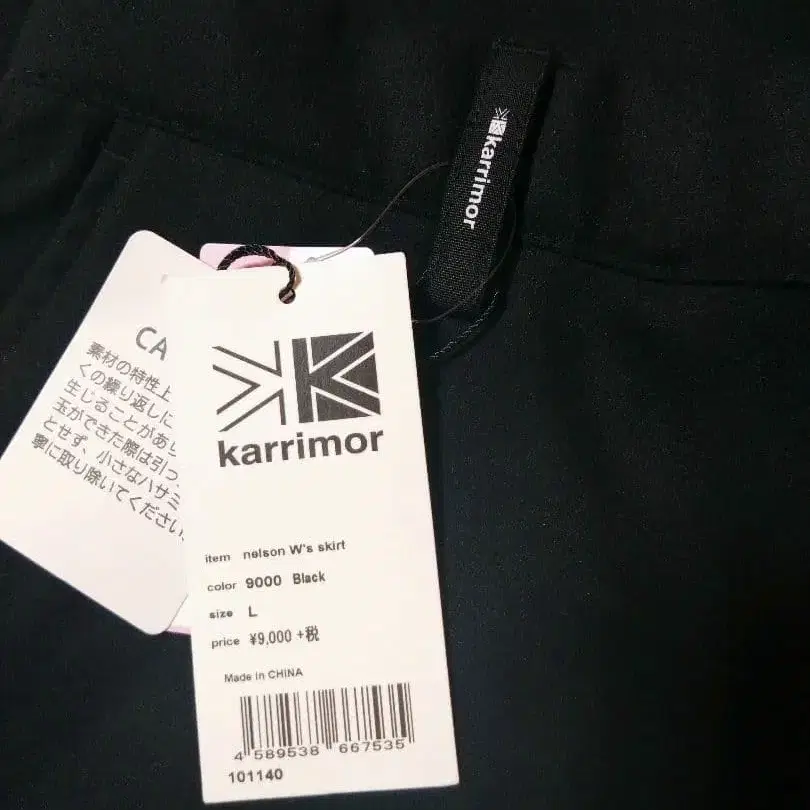 karrimor
CA
素材の特性上
くの繰り返しに
生じることがあり
玉ができた際は引っ
とせず、小さなハサミ
寧に取り除いてください
karrimor
item nelson W's skirt
color 9000 Black
size L
price ¥9,000 +税
Made in CHINA
4 589538 667535
101140